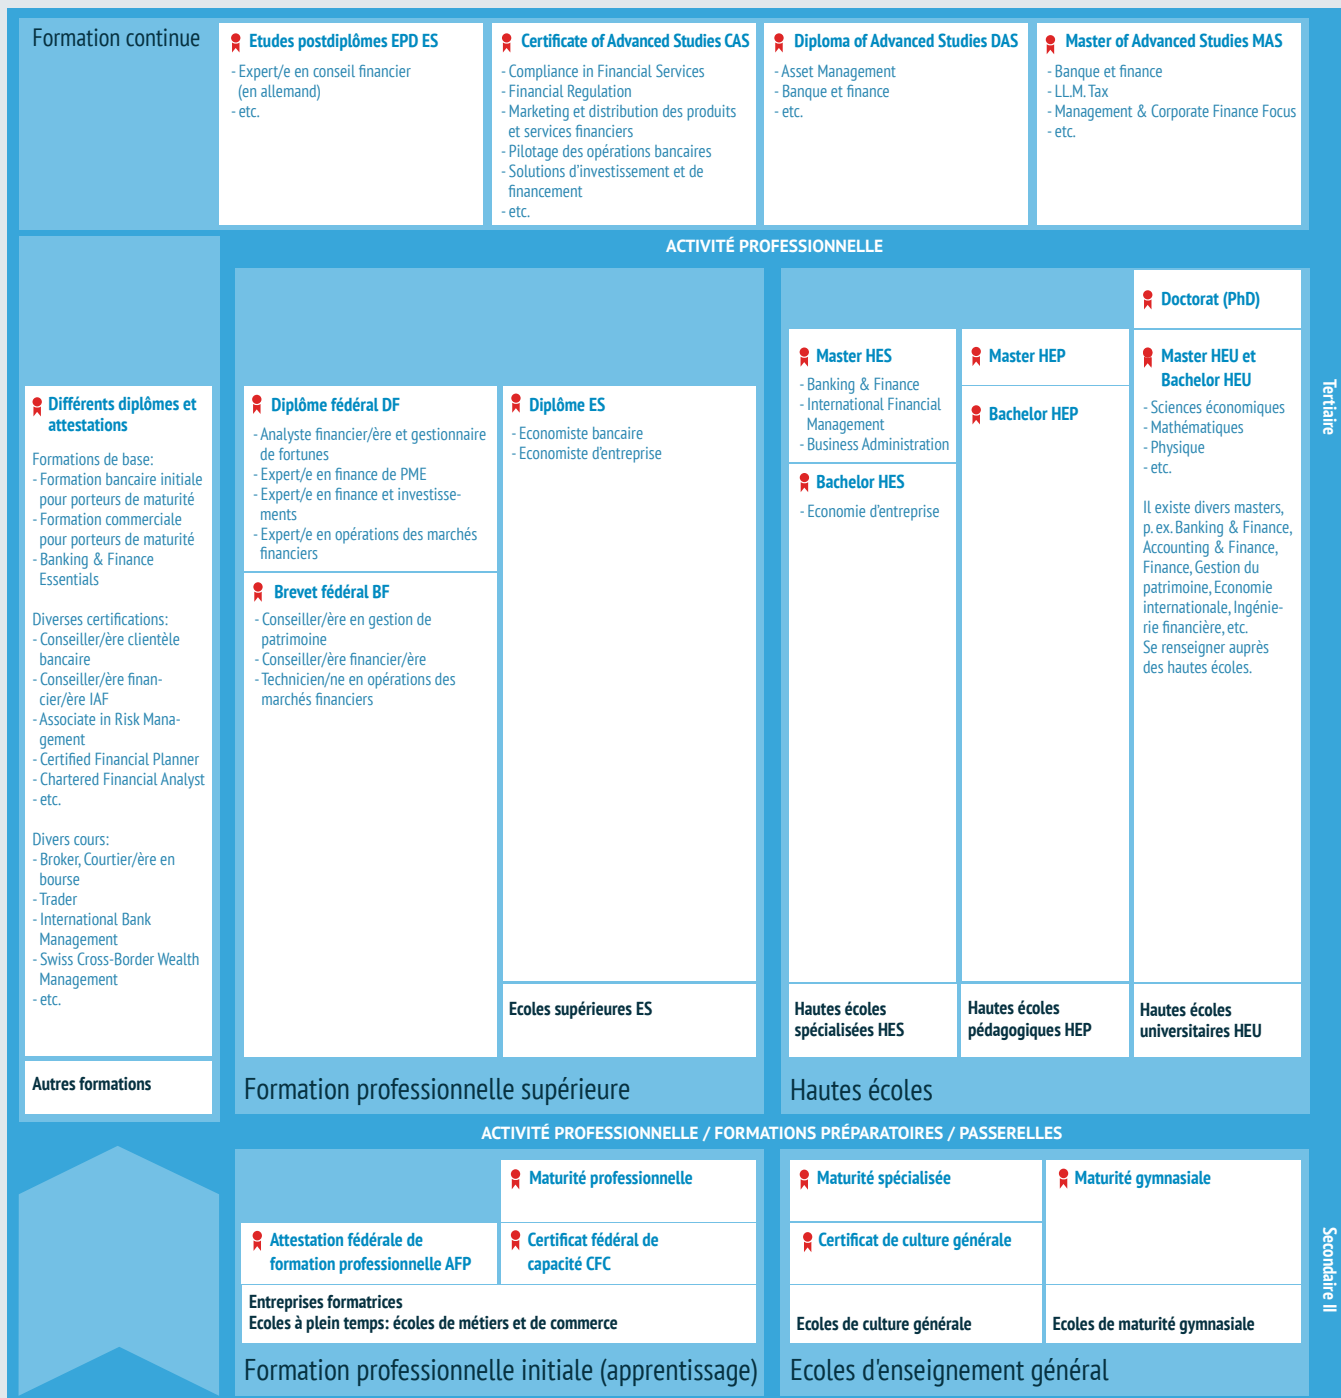 Formation continue
Etudes postdiplômes EPD ES
- Expert/e en conseil financier
(en allemand)
- etc.
Certificate of Advanced Studies CAS
- Compliance in Financial Services
- Financial Regulation
- Marketing et distribution des produits
et services financiers
- Pilotage des opérations bancaires
- Solutions d'investissement et de
financement
- etc.
Diploma of Advanced Studies DAS
- Asset Management
- Banque et finance
- etc.
Master of Advanced Studies MAS
- Banque et finance
- LL.M. Tax
- Management & Corporate Finance Focus
- etc.
ACTIVITÉ PROFESSIONNELLE
Différents diplômes et
attestations
Formations de base:
- Formation bancaire initiale
pour porteurs de maturité
- Formation commerciale
pour porteurs de maturité
- Banking & Finance
Essentials
Diverses certifications:
- Conseiller/ère clientèle
bancaire
- Conseiller/ère finan-
cier/ère IAF
- Associate in Risk Mana-
gement
- Certified Financial Planner
- Chartered Financial Analyst
- etc.
Divers cours:
- Broker, Courtier/ère en
bourse
- Trader
- International Bank
Management
- Swiss Cross-Border Wealth
Management
- etc.
Autres formations
Diplôme fédéral DF
- Analyste financier/ère et gestionnaire
de fortunes
- Expert/e en finance de PME
- Expert/e en finance et investisse-
ments
- Expert/e en opérations des marchés
financiers
Brevet fédéral BF
- Conseiller/ère en gestion de
patrimoine
- Conseiller/ère financier/ère
- Technicien/ne en opérations des
marchés financiers
Diplôme ES
- Economiste bancaire
- Economiste d'entreprise
Ecoles supérieures ES
Formation professionnelle supérieure
Master HES
- Banking & Finance
- International Financial
Management
- Business Administration
Bachelor HES
- Economie d'entreprise
Hautes écoles
spécialisées HES
Master HEP
Bachelor HEP
Hautes écoles
pédagogiques HEP
Doctorat (PhD)
Master HEU et
Bachelor HEU
- Sciences économiques
- Mathématiques
- Physique
- etc.
Il existe divers masters,
p. ex. Banking & Finance,
Accounting & Finance,
Finance, Gestion du
patrimoine, Economie
internationale, Ingénie-
rie financière, etc.
Se renseigner auprès
des hautes écoles.
Hautes écoles
universitaires HEU
Hautes écoles
Tertiaire
ACTIVITÉ PROFESSIONNELLE / FORMATIONS PRÉPARATOIRES / PASSERELLES
Maturité professionnelle
Attestation fédérale de
formation professionnelle AFP
Certificat fédéral de
capacité CFC
Entreprises formatrices
Ecoles à plein temps: écoles de métiers et de commerce
Formation professionnelle initiale (apprentissage)
Maturité spécialisée
Certificat de culture générale
Ecoles de culture générale
Maturité gymnasiale
Ecoles de maturité gymnasiale
Ecoles d'enseignement général
Secondaire II